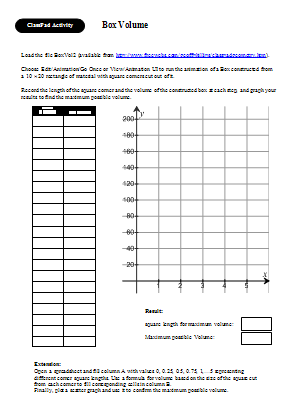 ClassPad Activity
Box Volume
Load the file BoxVol2 (available from
Choose Edit/Animation/Go Once or View/Animation UI to run the animation of a Box constructed from
a 10 × 20 rectangle of material with square corners cut out of it.
Record the length of the square corner and the volume of the constructed box at each step and graph your
results to find the maximum possible volume.
y
200
180
160
140
120
100
80
60
40
20
x
1 2 3 4 5
Result:
square length for maximum volume:
Maximum possible Volume:
Extension:
Open a spreadsheet and fill column A with values 0, 0.25, 0.5, 0.75, 1,…5 representing
different corner square lengths. Use a formula for volume based on the size of the square cut
from each corner to fill corresponding cells in column B.
Finally, plot a scatter graph and use it to confirm the maximum possible volume.